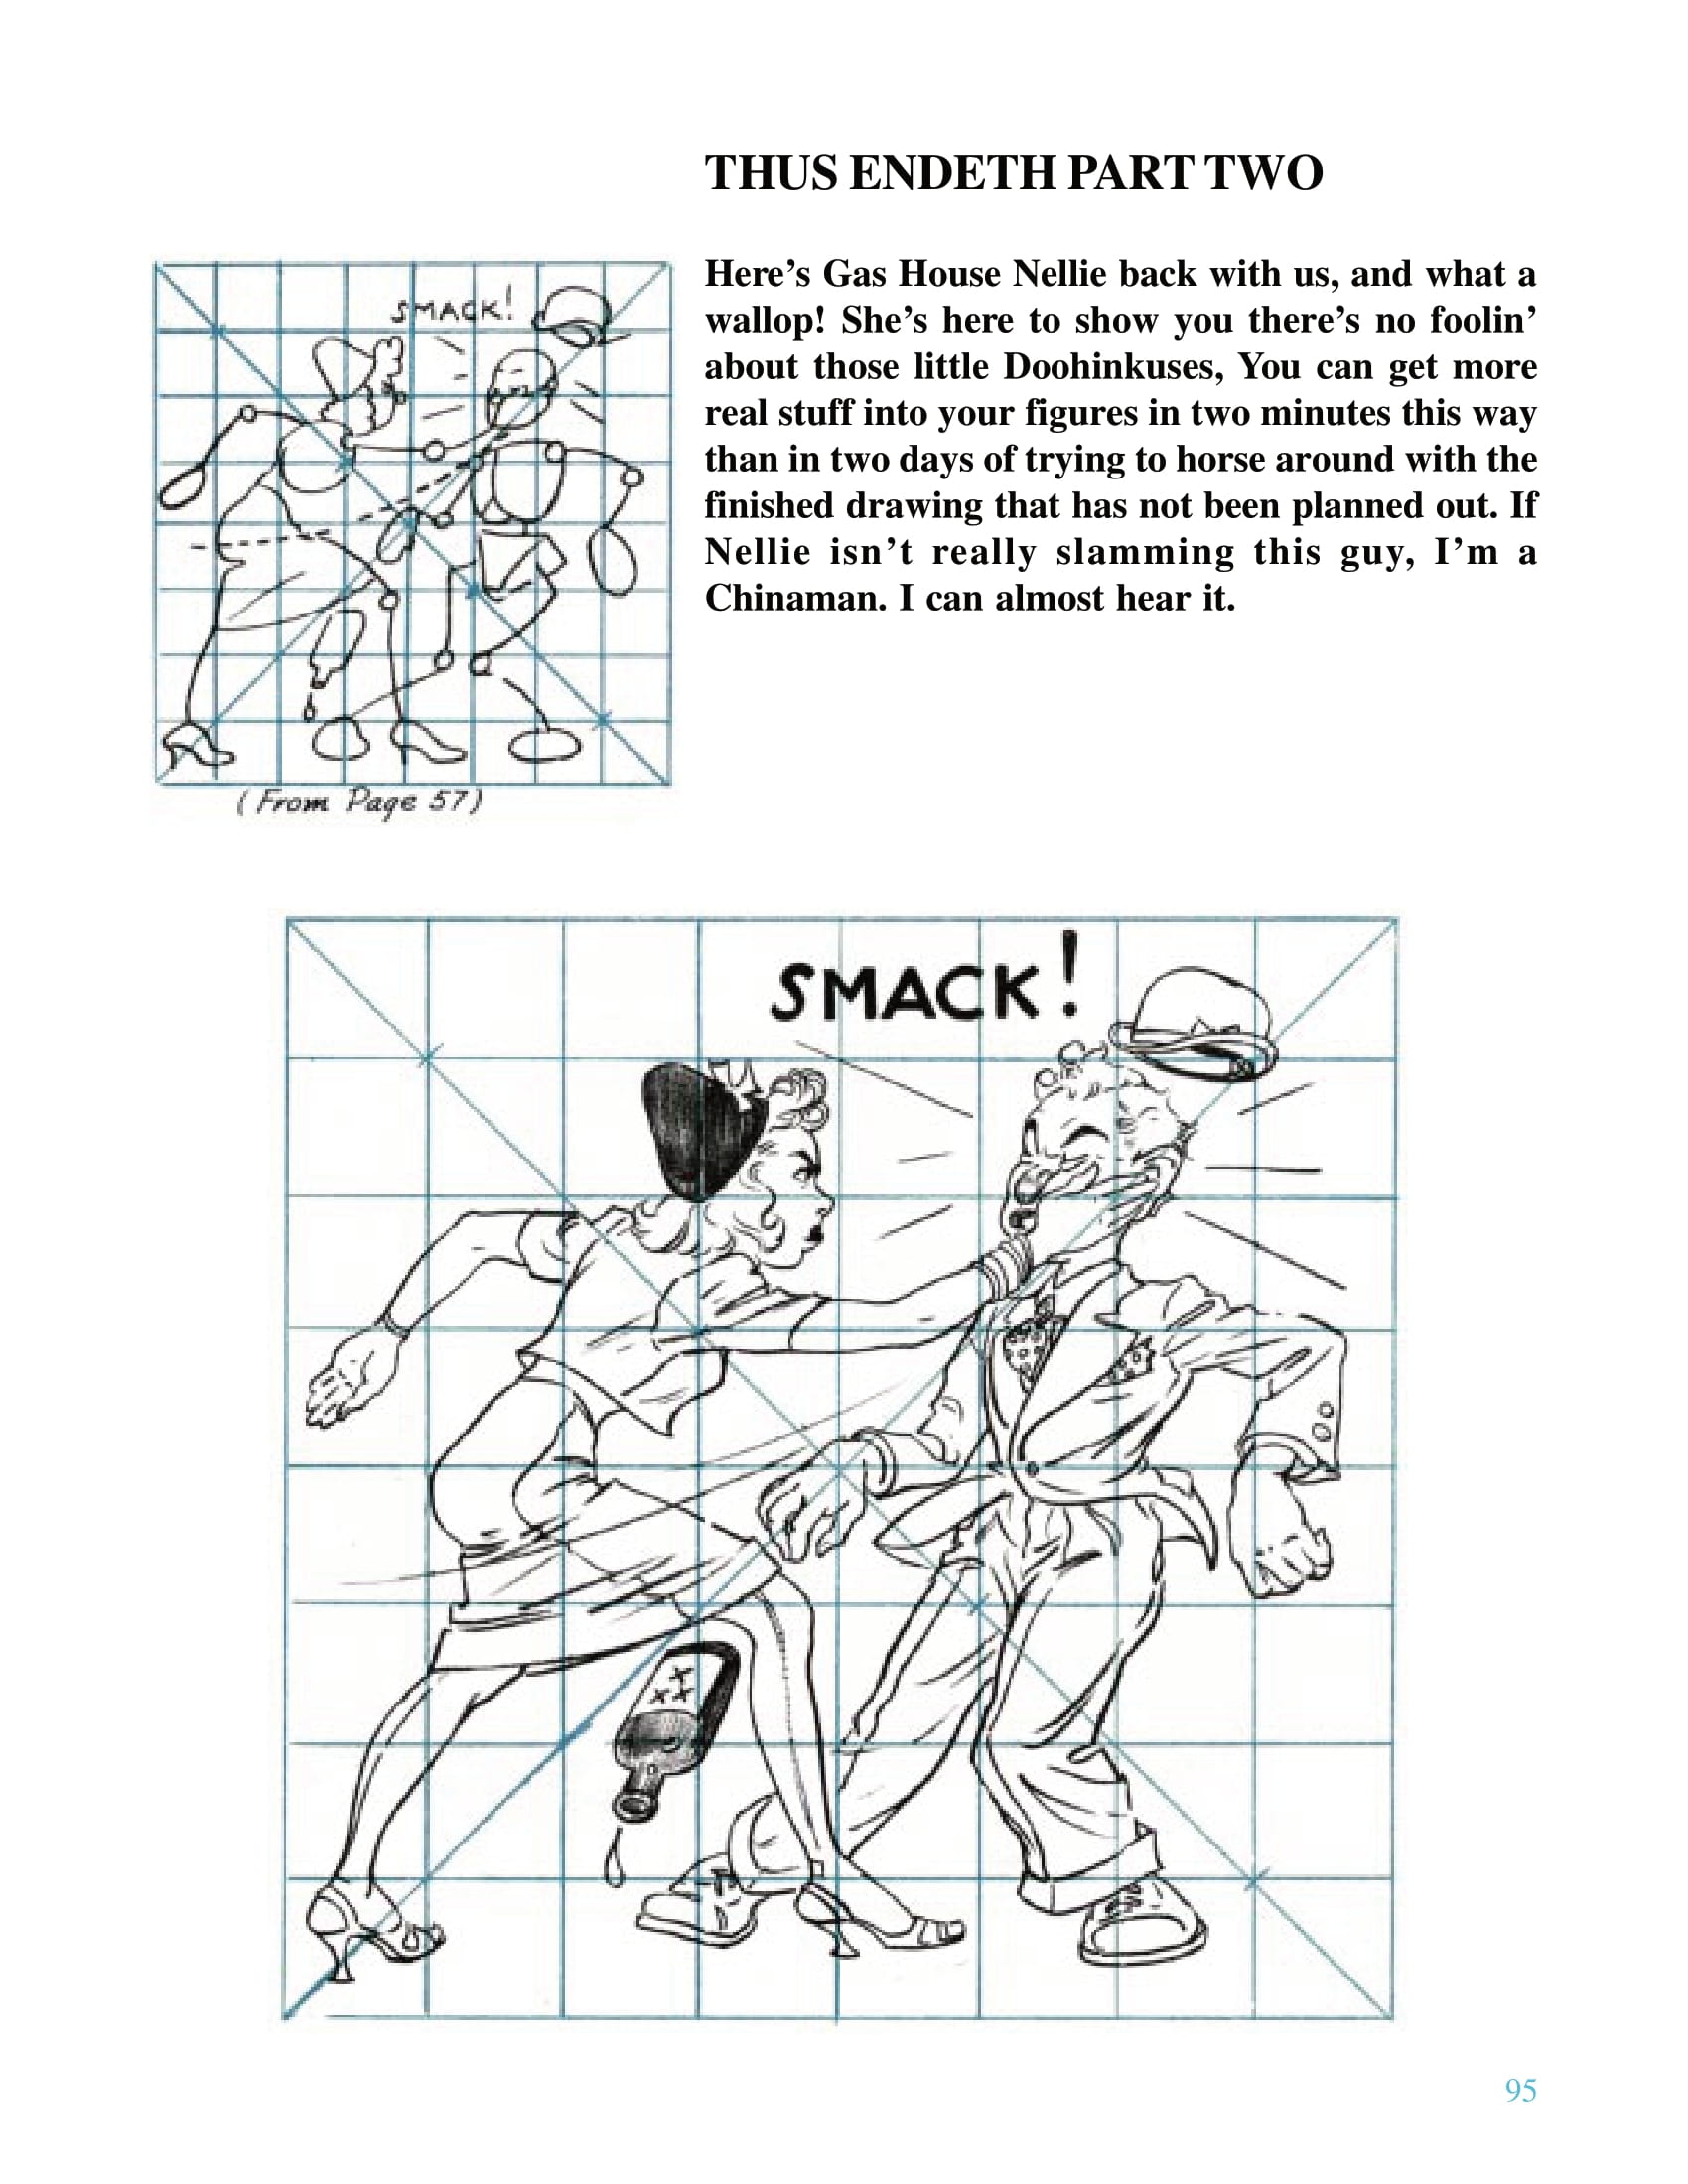 THUS ENDETH PART TWO
Here’s Gas House Nellie back with us, and what a
wallop! She’s here to show you there’s no foolin’
about those little Doohinkuses, You can get more
real stuff into your figures in two minutes this way
than in two days of trying to horse around with the
finished drawing that has not been planned out. If
Nellie isn’t really slamming this guy, I’m a
Chinaman. I can almost hear it.
SMACK!
(From Page 57)
SMACK!
XXX
95